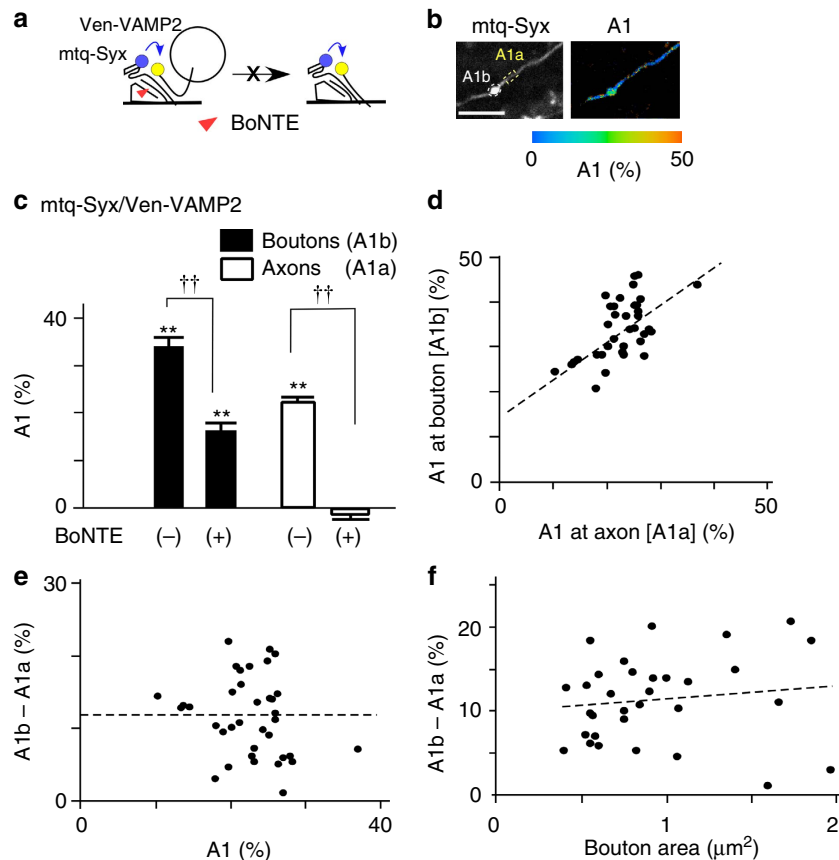 a
Ven-VAMP2
mtq-Syx
X
BoNTE
b
mtq-Syx
A1
A1a
A1b
0
50
A1 (%)
c
mtq-Syx/Ven-VAMP2
Boutons (A1b)
Axons (A1a)
††
††
**
**
**
40
0
A1 (%)
BoNTE
(–)
(+)
(–)
(+)
d
50
0
A1 at bouton [A1b] (%)
0
50
A1 at axon [A1a] (%)
e
30
0
A1b – A1a (%)
0
40
A1 (%)
f
20
10
0
A1b – A1a (%)
0
1
2
Bouton area (μm²)